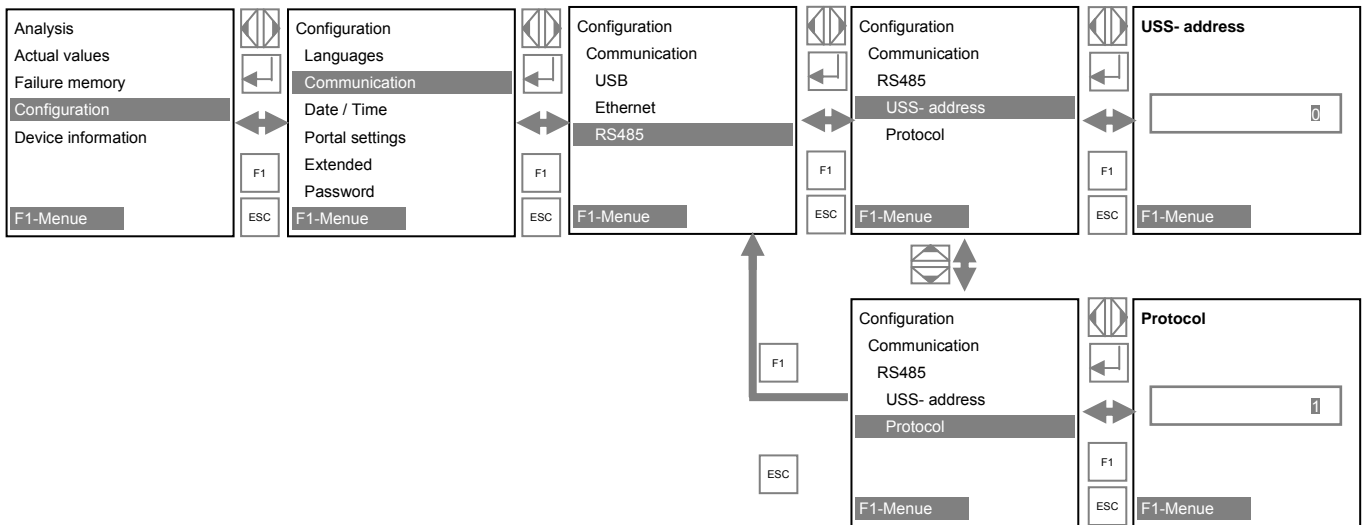 Analysis
Actual values
Failure memory
Configuration
Device information
F1-Menue
F1
ESC
Configuration
Languages
Communication
Date / Time
Portal settings
Extended
Password
F1-Menue
F1
ESC
Configuration
Communication
USB
Ethernet
RS485
F1-Menue
F1
ESC
Configuration
Communication
RS485
USS- address
Protocol
F1-Menue
F1
ESC
USS- address
0
F1-Menue
F1
ESC
Configuration
Communication
RS485
USS- address
Protocol
F1-Menue
F1
ESC
Protocol
1
F1-Menue